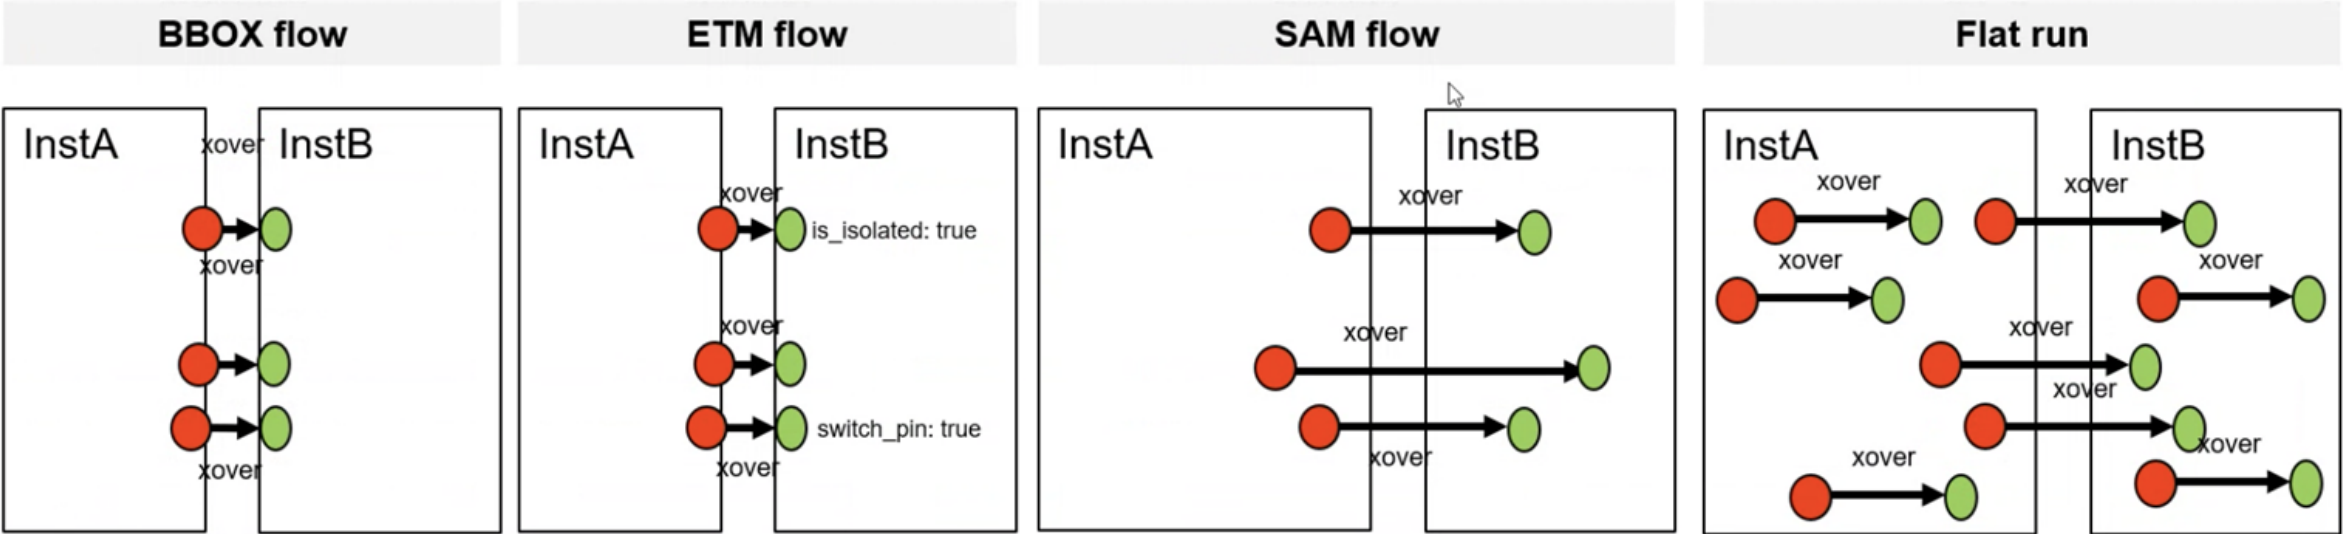 BBOX flow
InstA
xover
InstB
xover
xover
ETM flow
InstA
InstB
xover
is_isolated: true
xover
switch_pin: true
xover
SAM flow
InstA
InstB
xover
xover
xover
Flat run
InstA
InstB
xover
xover
xover
xover
xover
xover
xover
xover